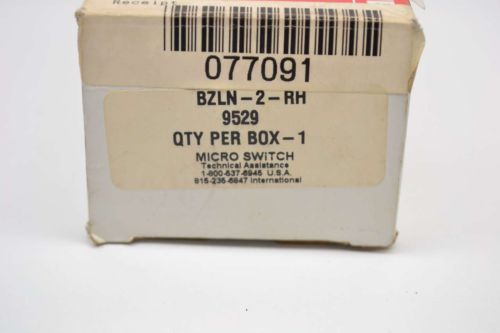 Receipt
077091
BZLN-2-RH
9529
QTY PER BOX-1
MICRO SWITCH
Technical Assistance
1-800-537-6945 U.S.A.
815-235-6847 International